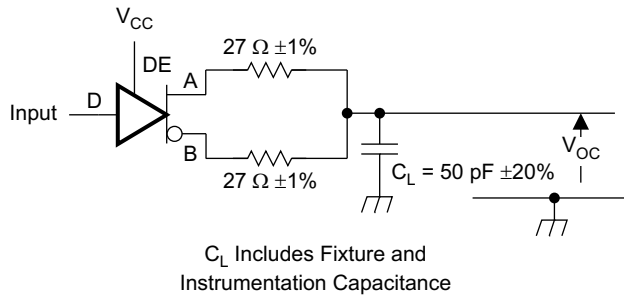 V_CC
DE
A
27 Ω ±1%
Input
D
B
27 Ω ±1%
C_L = 50 pF ±20%
V_OC
C_L Includes Fixture and
Instrumentation Capacitance